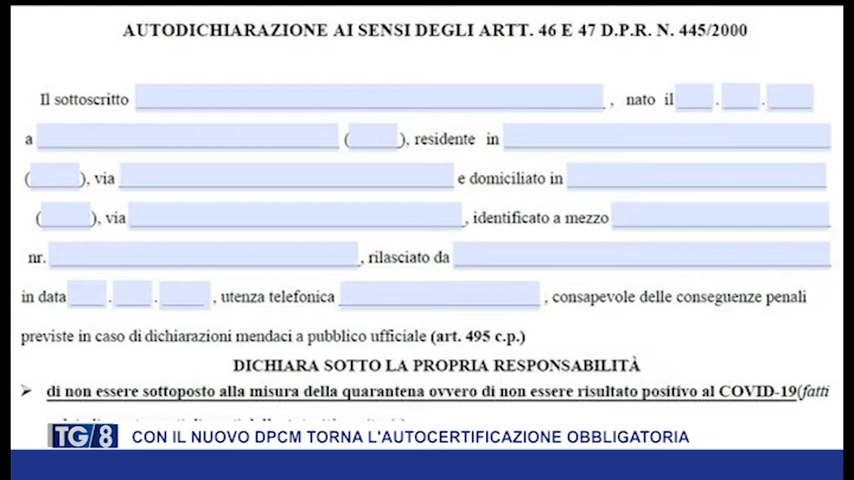 AUTODICHIARAZIONE AI SENSI DEGLI ARTT. 46 E 47 D.P.R. N. 445/2000
Il sottoscritto , nato il . .
a ( ), residente in
( ), via e domiciliato in
( ), via , identificato a mezzo
nr. , rilasciato da
in data . . , utenza telefonica , consapevole delle conseguenze penali
previste in caso di dichiarazioni mendaci a pubblico ufficiale (art. 495 c.p.)
DICHIARA SOTTO LA PROPRIA RESPONSABILITÀ
➤ di non essere sottoposto alla misura della quarantena ovvero di non essere risultato positivo al COVID-19 (fatti
TG/8 CON IL NUOVO DPCM TORNA L'AUTOCERTIFICAZIONE OBBLIGATORIA